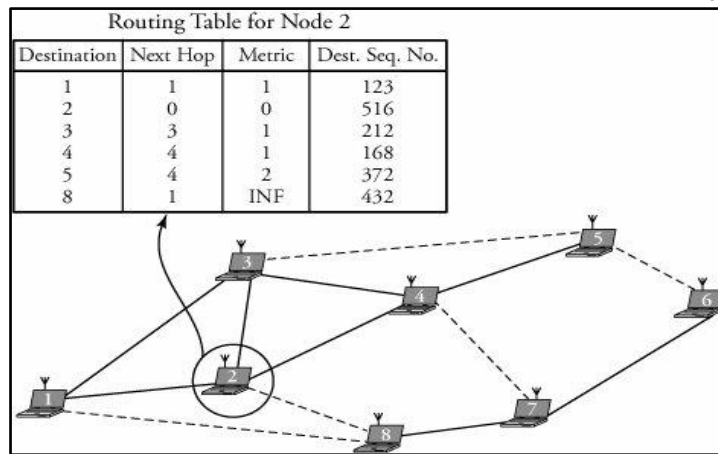 Routing Table for Node 2
Destination Next Hop Metric Dest. Seq. No.
1 1 1 123
2 0 0 516
3 3 1 212
4 4 1 168
5 4 2 372
8 1 INF 432
5
3
4
6
2
1
7
8